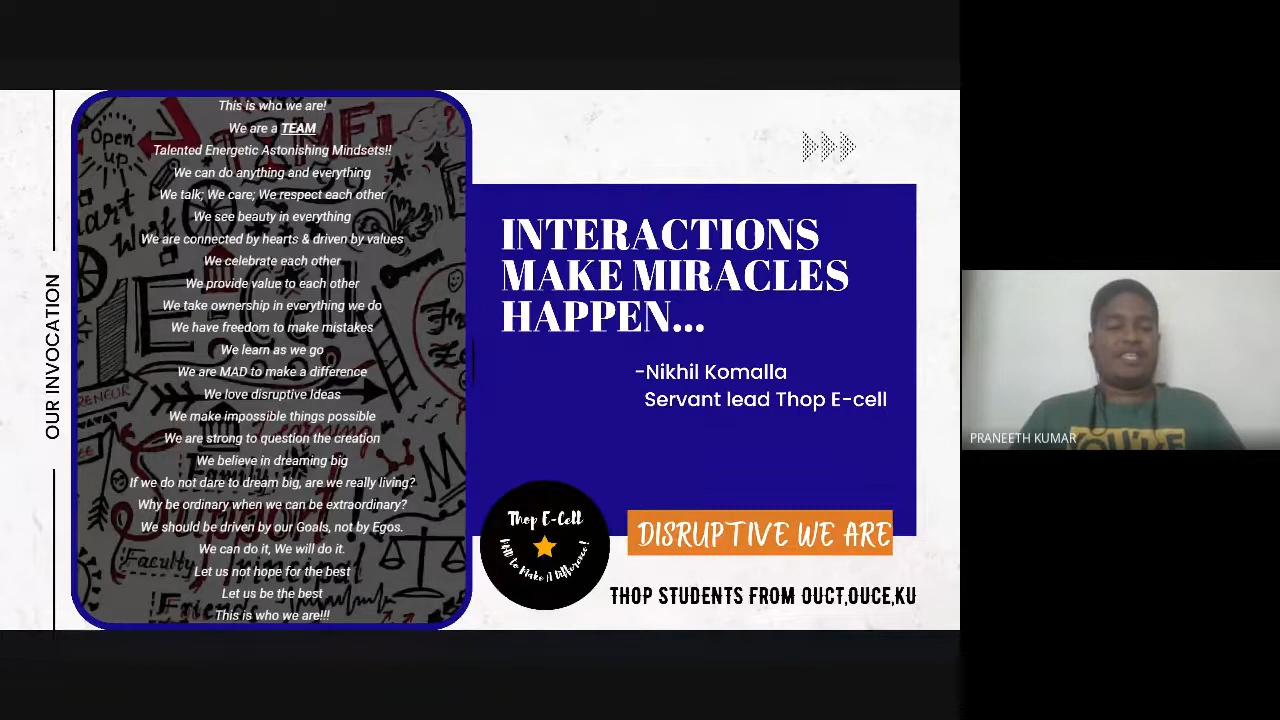 OUR INVOCATION
This is who we are!
We are a TEAM
Talented Energetic Astonishing Mindsets!!
We can do anything and everything
We talk; We care; We respect each other
We see beauty in everything
We are connected by hearts & driven by values
We celebrate each other
We provide value to each other
We take ownership in everything we do
We have freedom to make mistakes
We learn as we go
We are MAD to make a difference
We love disruptive Ideas
We make impossible things possible
We are strong to question the creation
We believe in dreaming big
If we do not dare to dream big, are we really living?
Why be ordinary when we can be extraordinary?
We should be driven by our Goals, not by Egos.
We can do it, We will do it.
Let us not hope for the best
Let us be the best
This is who we are!!!
Open
up
Faculty
INTERACTIONS
MAKE MIRACLES
HAPPEN...
-Nikhil Komalla
Servant lead Thop E-cell
Thop E-Cell
MAD to Make A Difference!
DISRUPTIVE WE ARE
THOP STUDENTS FROM OUCT,OUCE,KU
PRANEETH KUMAR